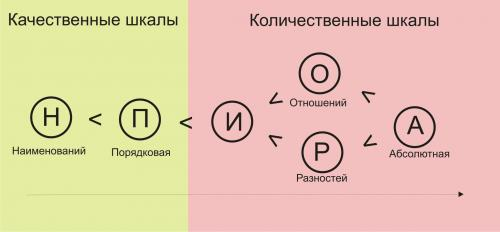 Качественные шкалы
Количественные шкалы
Н < П < И < О < А
< Р <
Наименований
Порядковая
Отношений
Разностей
Абсолютная